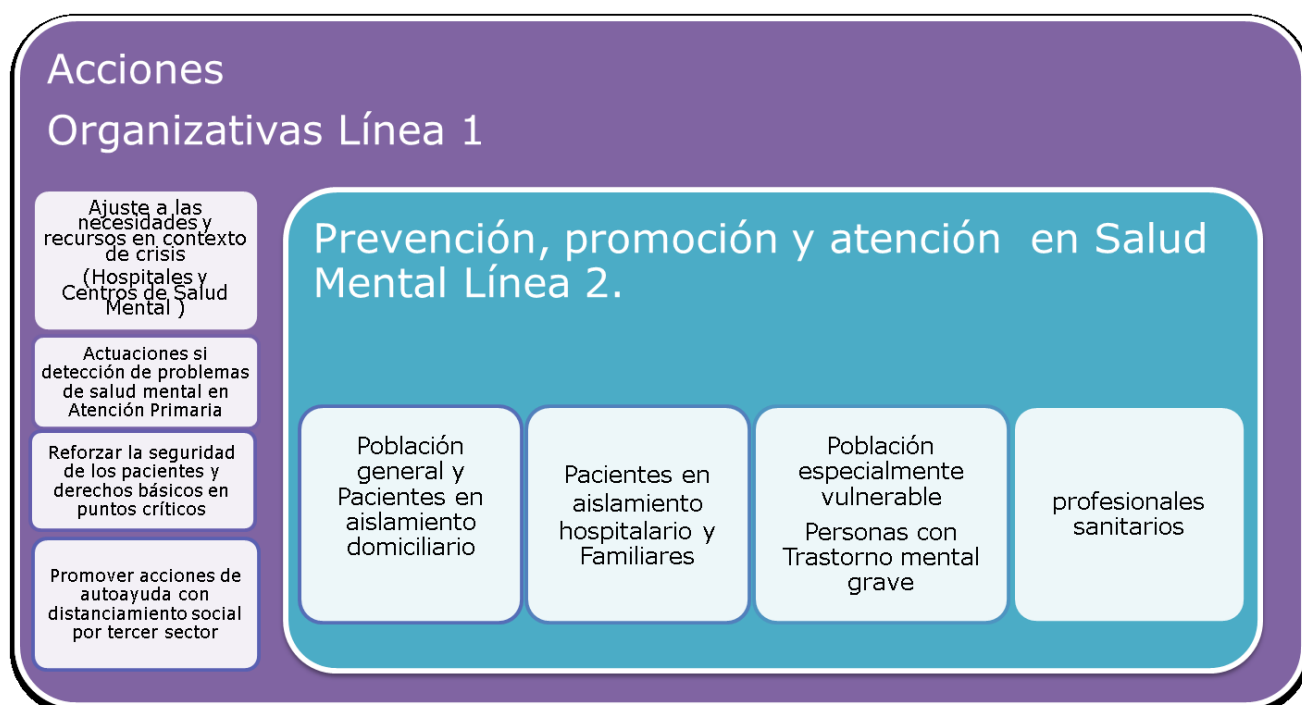 Acciones
Organizativas Línea 1
Ajuste a las
necesidades y
recursos en contexto
de crisis
(Hospitales y
Centros de Salud
Mental )
Actuaciones si
detección de problemas
de salud mental en
Atención Primaria
Reforzar la seguridad
de los pacientes y
derechos básicos en
puntos críticos
Promover acciones de
autoayuda con
distanciamiento social
por tercer sector
Prevención, promoción y atención  en Salud
Mental Línea 2.
Población
general y
Pacientes en
aislamiento
domiciliario
Pacientes en
aislamiento
hospitalario y
Familiares
Población
especialmente
vulnerable
Personas con
Trastorno mental
grave
profesionales
sanitarios